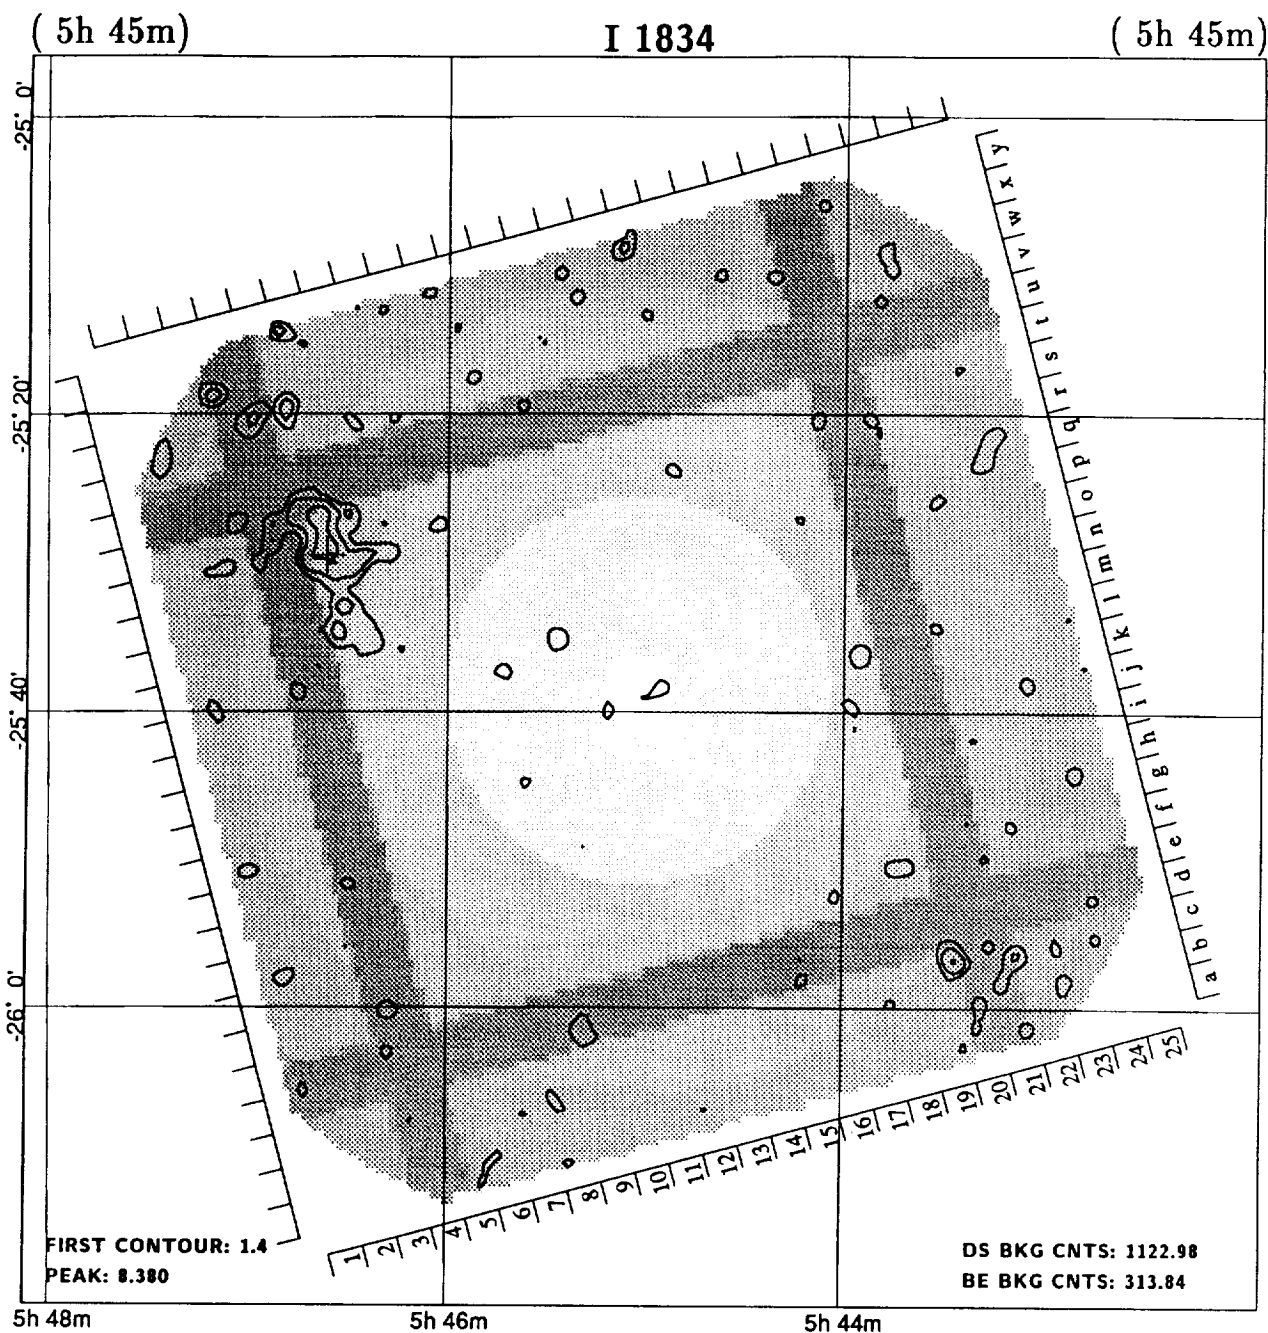 ( 5h 45m)
I 1834
( 5h 45m)
-25° 0'
-25° 20'
-25° 40'
-26° 0'
a|b|c|d|e|f|g|h|i|j|k|l|m|n|o|p|q|r|s|t|u|v|w|x|y
1 2 3 4 5 6 7 8 9 10 11 12 13 14 15 16 17 18 19 20 21 22 23 24 25
FIRST CONTOUR: 1.4
PEAK: 8.380
DS BKG CNTS: 1122.98
BE BKG CNTS: 313.84
5h 48m
5h 46m
5h 44m